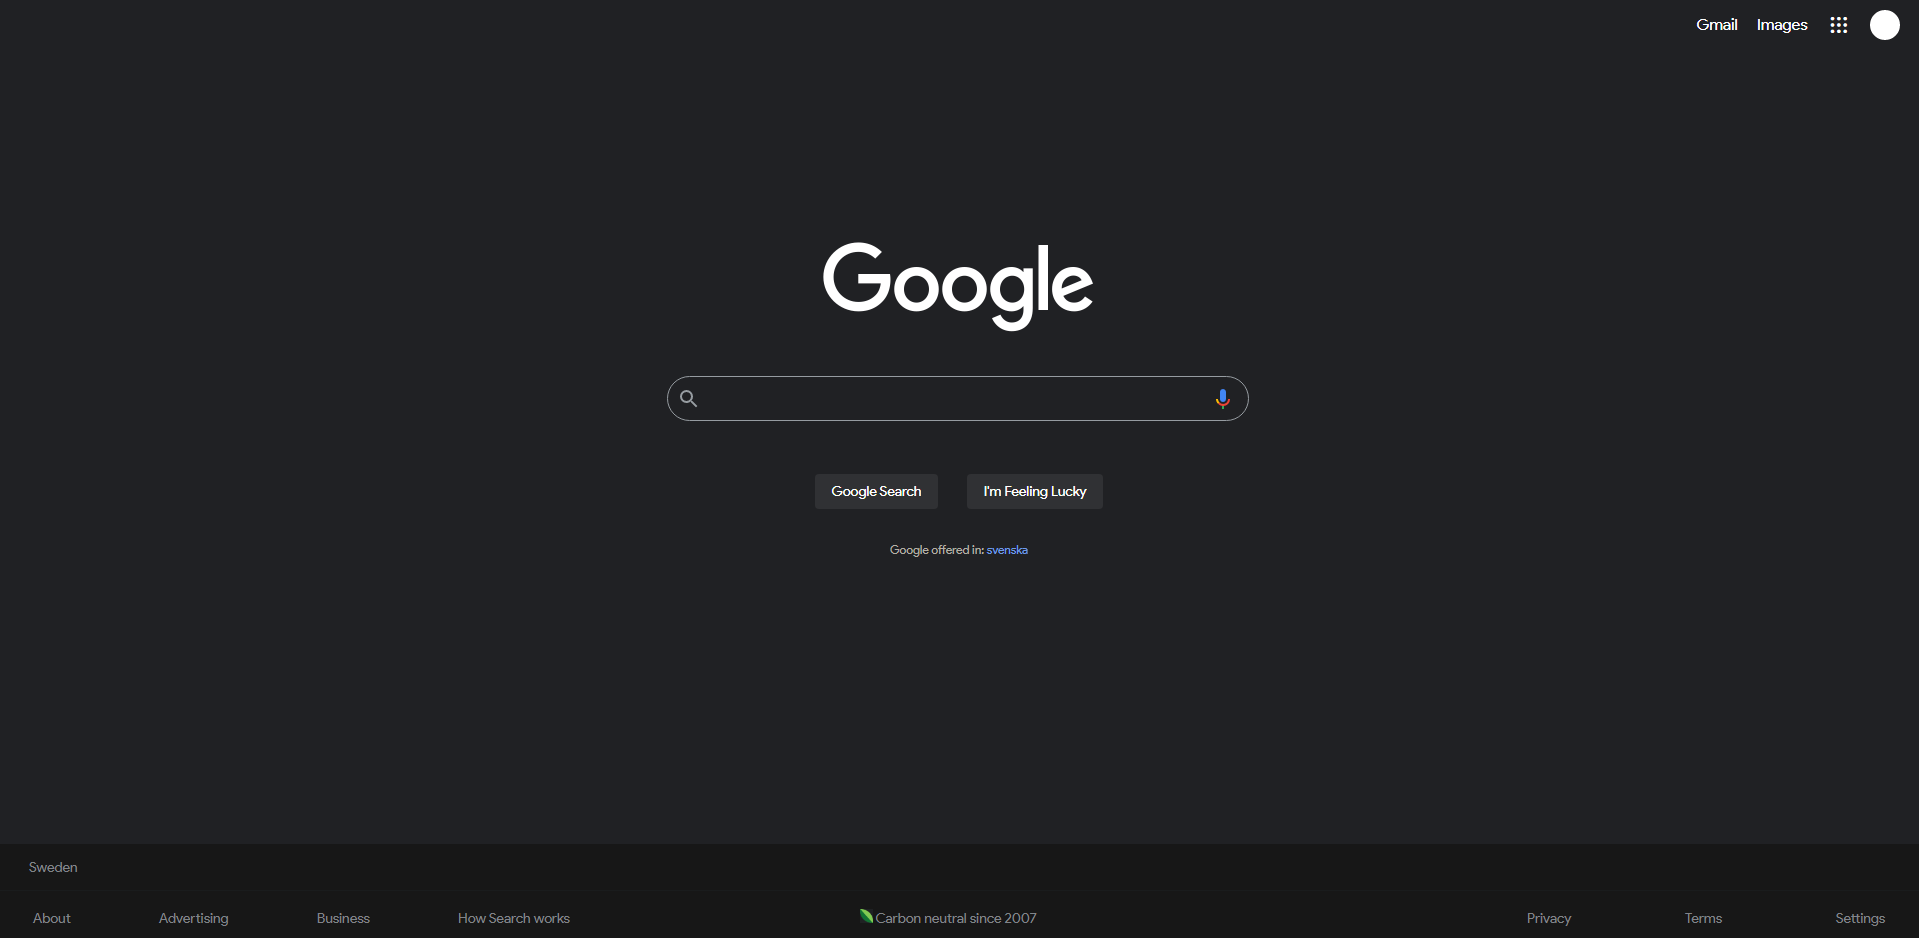 Gmail Images
Google
Google Search I'm Feeling Lucky
Google offered in: svenska
Sweden
About Advertising Business How Search works Carbon neutral since 2007 Privacy Terms Settings